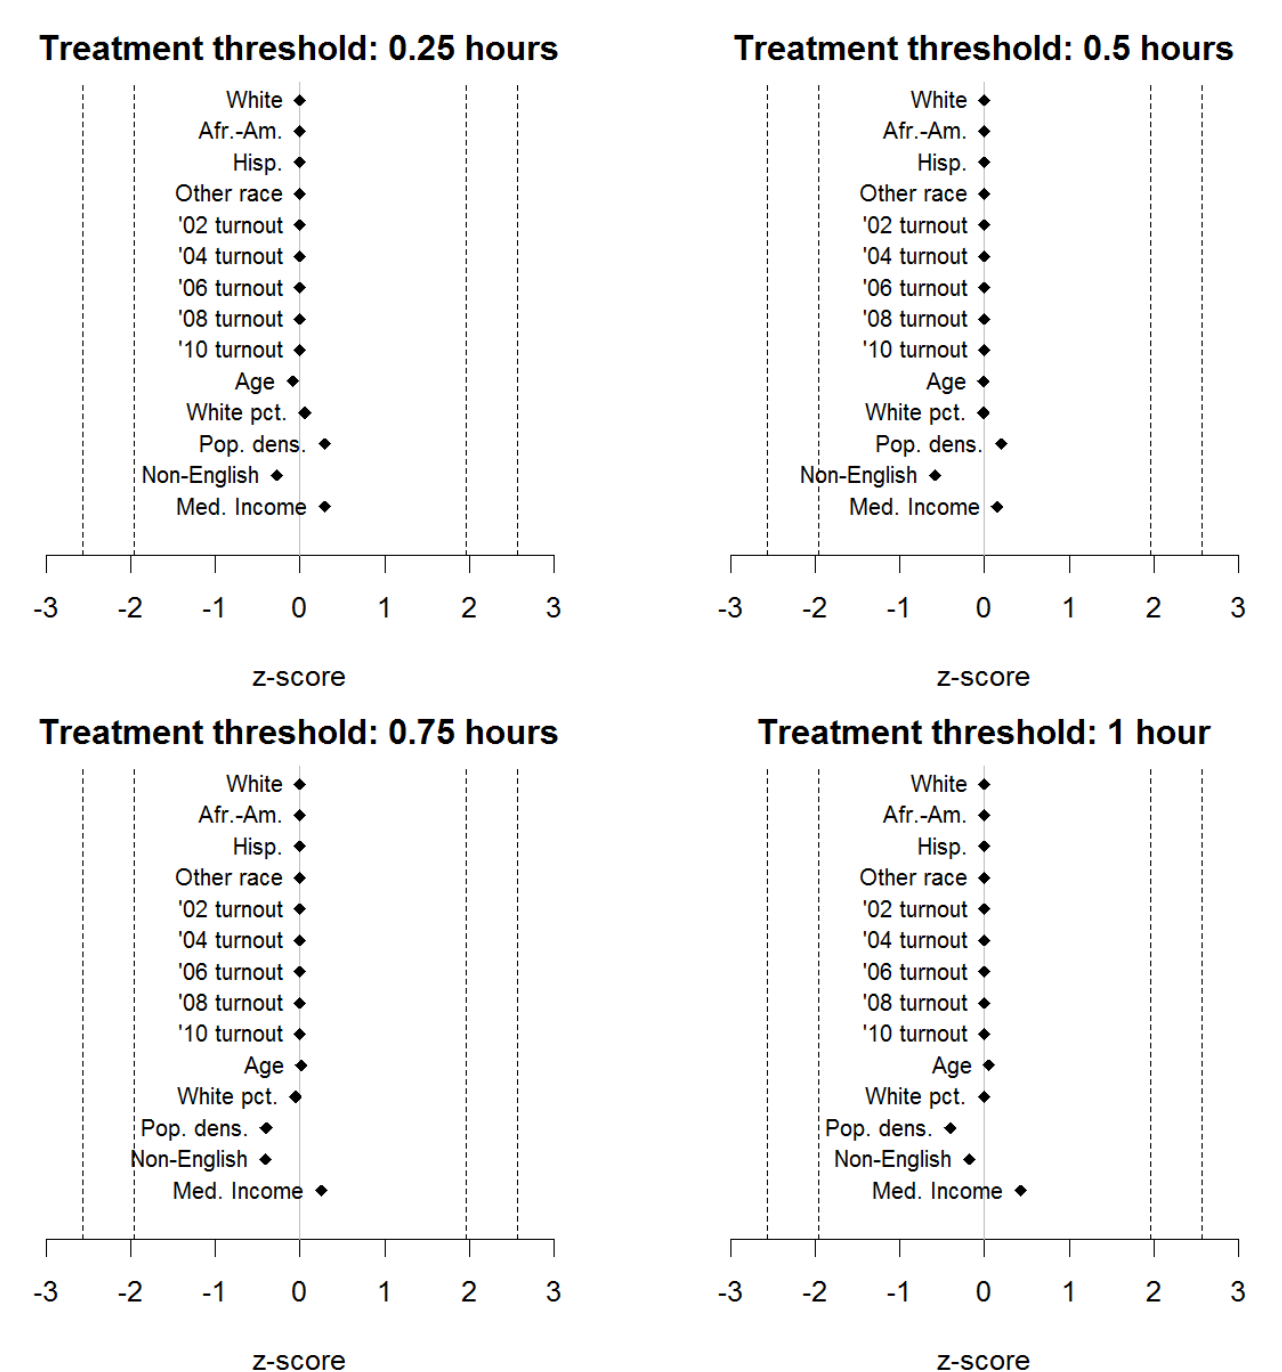 Treatment threshold: 0.25 hours
White
Afr.-Am.
Hisp.
Other race
'02 turnout
'04 turnout
'06 turnout
'08 turnout
'10 turnout
Age
White pct.
Pop. dens.
Non-English
Med. Income
-3 -2 -1 0 1 2 3
z-score
Treatment threshold: 0.5 hours
White
Afr.-Am.
Hisp.
Other race
'02 turnout
'04 turnout
'06 turnout
'08 turnout
'10 turnout
Age
White pct.
Pop. dens.
Non-English
Med. Income
-3 -2 -1 0 1 2 3
z-score
Treatment threshold: 0.75 hours
White
Afr.-Am.
Hisp.
Other race
'02 turnout
'04 turnout
'06 turnout
'08 turnout
'10 turnout
Age
White pct.
Pop. dens.
Non-English
Med. Income
-3 -2 -1 0 1 2 3
z-score
Treatment threshold: 1 hour
White
Afr.-Am.
Hisp.
Other race
'02 turnout
'04 turnout
'06 turnout
'08 turnout
'10 turnout
Age
White pct.
Pop. dens.
Non-English
Med. Income
-3 -2 -1 0 1 2 3
z-score